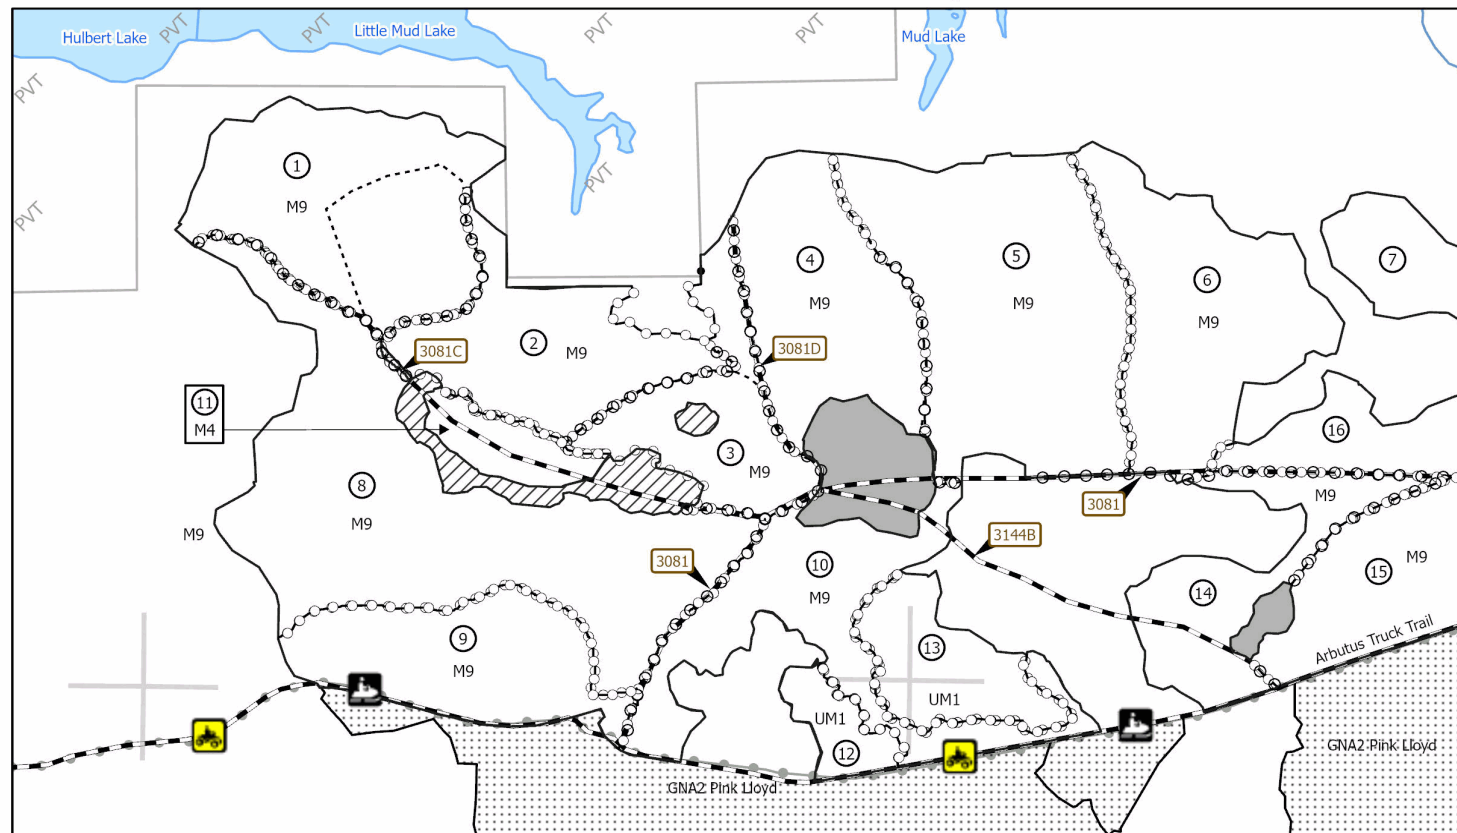 Hulbert Lake
PVT
PVT
Little Mud Lake
PVT
PVT
Mud Lake
PVT
PVT
PVT
1
M9
4
M9
5
M9
6
M9
7
2
M9
3081C
3081D
11
M4
16
3
M9
8
M9
M9
M9
3081
3144B
3081
10
M9
14
15
M9
9
M9
13
UM1
UM1
12
Arbutus Truck Trail
GNA2 Pink Lloyd
GNA2 Pink Lloyd